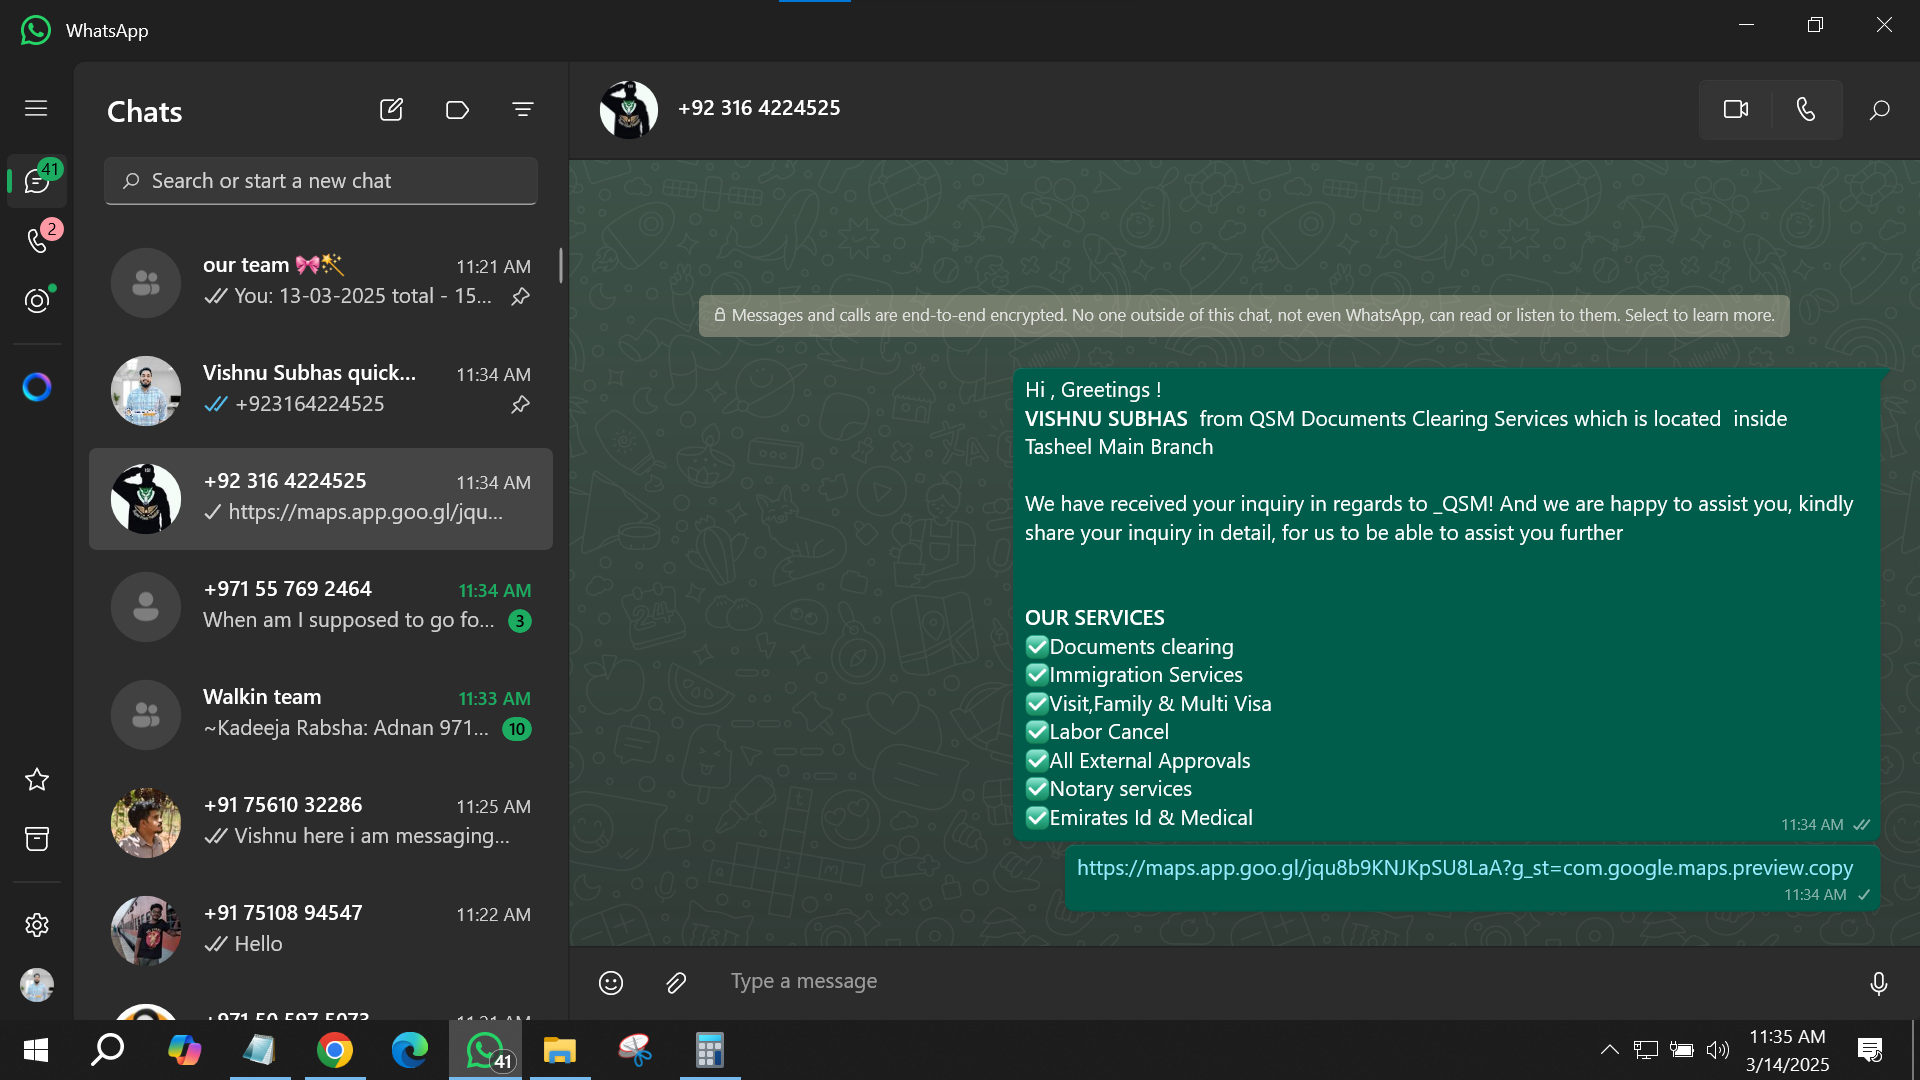 WhatsApp
Chats
41
2
Search or start a new chat
our team 🎀🪄
11:21 AM
You: 13-03-2025 total - 15...
Vishnu Subhas quick...
11:34 AM
+923164224525
+92 316 4224525
11:34 AM
https://maps.app.goo.gl/jqu...
+971 55 769 2464
11:34 AM
When am I supposed to go fo...
3
Walkin team
11:33 AM
~Kadeeja Rabsha: Adnan 971...
10
+91 75610 32286
11:25 AM
Vishnu here i am messaging...
+91 75108 94547
11:22 AM
Hello
+92 316 4224525
Messages and calls are end-to-end encrypted. No one outside of this chat, not even WhatsApp, can read or listen to them. Select to learn more.
Hi , Greetings !
VISHNU SUBHAS  from QSM Documents Clearing Services which is located  inside
Tasheel Main Branch
We have received your inquiry in regards to _QSM! And we are happy to assist you, kindly
share your inquiry in detail, for us to be able to assist you further
OUR SERVICES
✅Documents clearing
✅Immigration Services
✅Visit,Family & Multi Visa
✅Labor Cancel
✅All External Approvals
✅Notary services
✅Emirates Id & Medical
11:34 AM
https://maps.app.goo.gl/jqu8b9KNJKpSU8LaA?g_st=com.google.maps.preview.copy
11:34 AM
Type a message
41
11:35 AM
3/14/2025